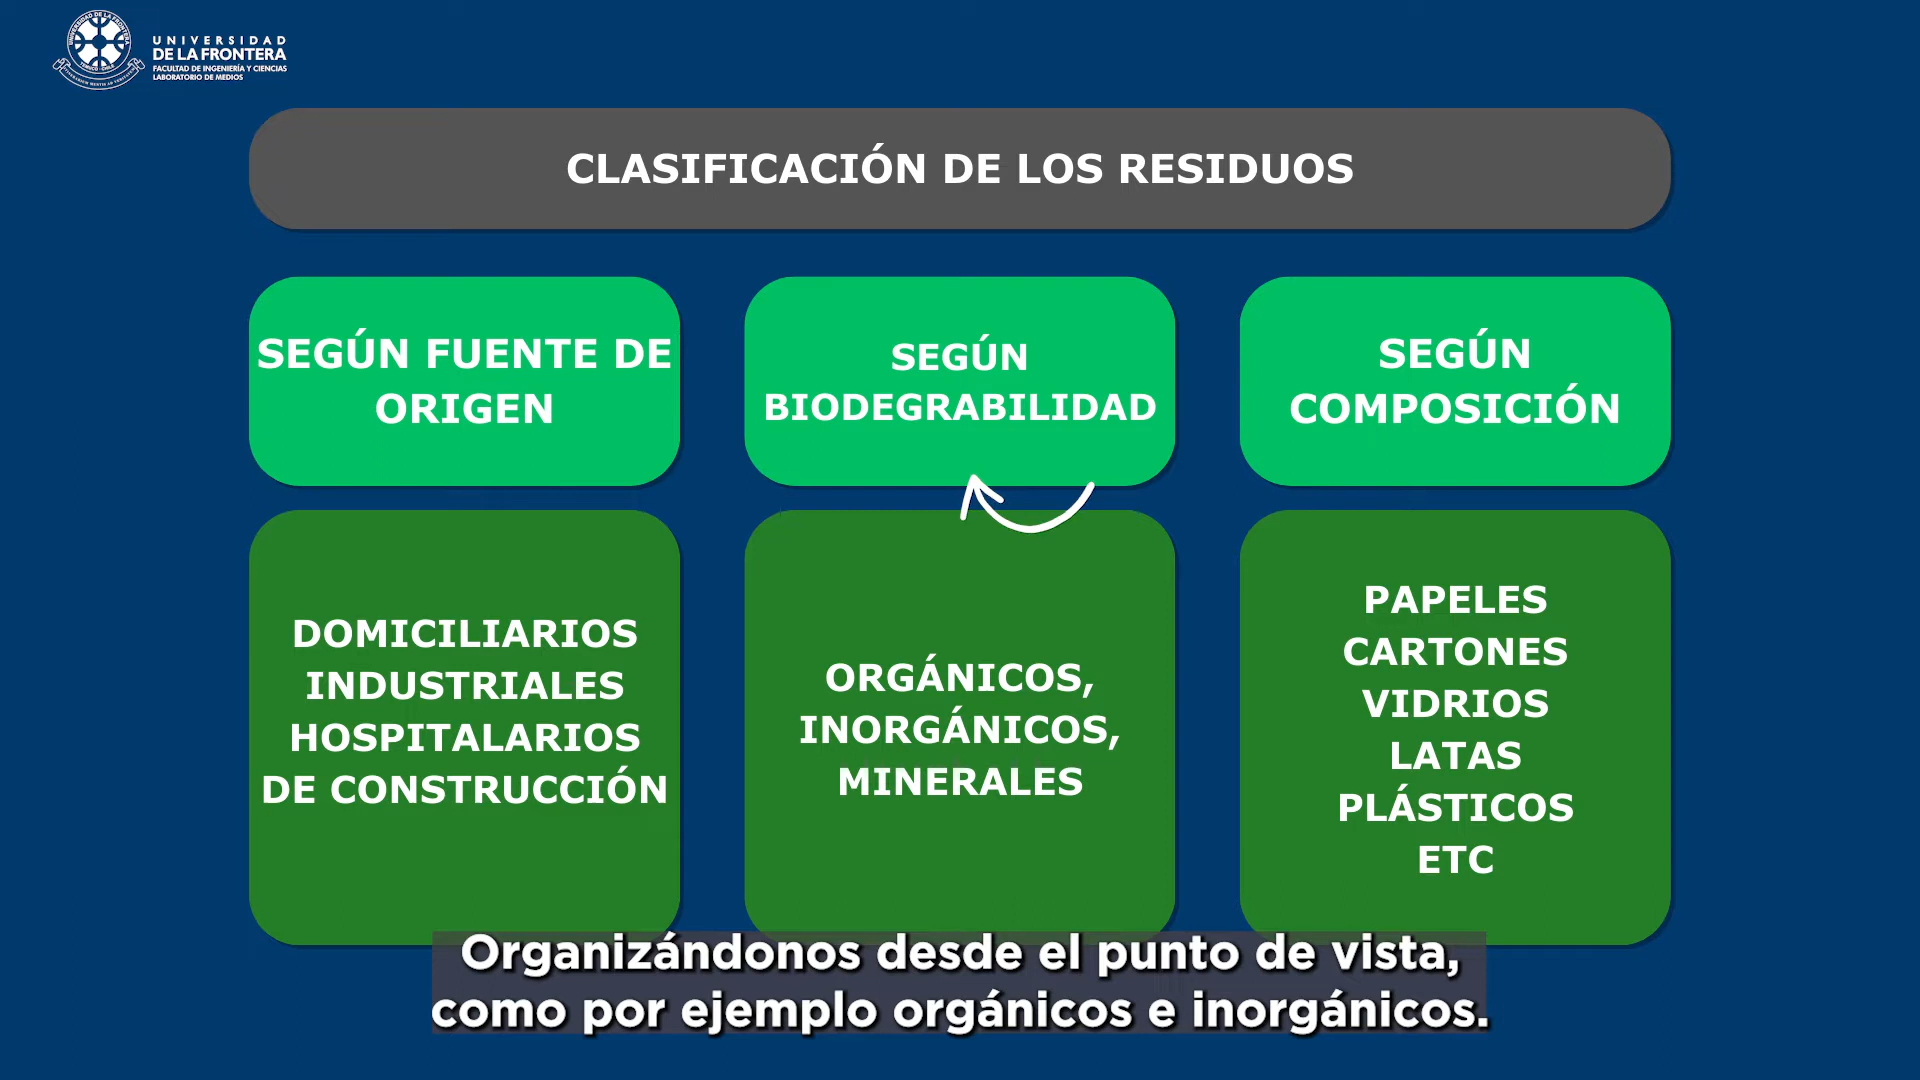 UNIVERSIDAD
DE LA FRONTERA
FACULTAD DE INGENIERÍA Y CIENCIAS
LABORATORIO DE MEDIOS
CLASIFICACIÓN DE LOS RESIDUOS
SEGÚN FUENTE DE
ORIGEN
DOMICILIARIOS
INDUSTRIALES
HOSPITALARIOS
DE CONSTRUCCIÓN
SEGÚN
BIODEGRABILIDAD
ORGÁNICOS,
INORGÁNICOS,
MINERALES
SEGÚN
COMPOSICIÓN
PAPELES
CARTONES
VIDRIOS
LATAS
PLÁSTICOS
ETC
Organizándonos desde el punto de vista,
como por ejemplo orgánicos e inorgánicos.